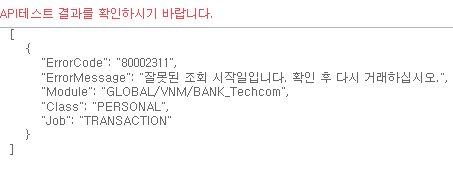 API테스트 결과를 확인하시기 바랍니다.
[
{
"ErrorCode": "80002311",
"ErrorMessage": "잘못된 조회 시작일입니다. 확인 후 다시 거래하십시오.",
"Module": "GLOBAL/VNM/BANK_Techcom",
"Class": "PERSONAL",
"Job": "TRANSACTION"
}
]